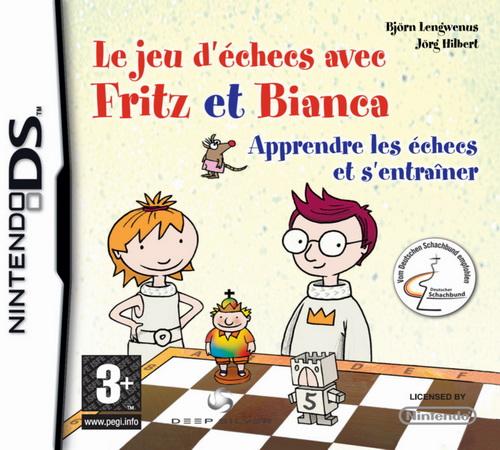 Björn Lengwenus
Jörg Hilbert
Le jeu d'échecs avec
Fritz et Bianca
Apprendre les échecs
et s'entraîner
NINTENDO DS™
Vom Deutschen Schachbund empfohlen
Deutscher
Schachbund
5
3+
www.pegi.info
DEEP SILVER
LICENSED BY
Nintendo